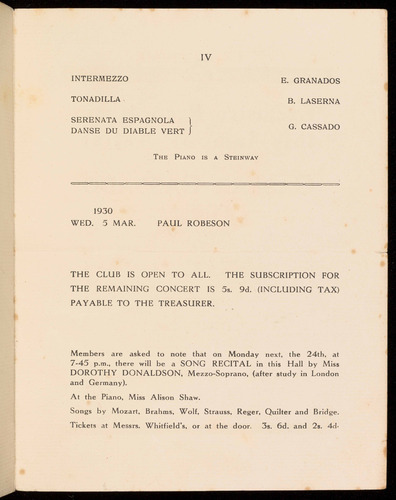 IV
INTERMEZZO E. GRANADOS
TONADILLA B. LASERNA
SERENATA ESPAGNOLA
DANSE DU DIABLE VERT } G. CASSADO
THE PIANO IS A STEINWAY
1930
WED. 5 MAR. PAUL ROBESON
THE CLUB IS OPEN TO ALL. THE SUBSCRIPTION FOR
THE REMAINING CONCERT IS 5s. 9d. (INCLUDING TAX)
PAYABLE TO THE TREASURER.
Members are asked to note that on Monday next, the 24th, at
7-45 p.m., there will be a SONG RECITAL in this Hall by Miss
DOROTHY DONALDSON, Mezzo-Soprano, (after study in London
and Germany).
At the Piano, Miss Alison Shaw.
Songs by Mozart, Brahms, Wolf, Strauss, Reger, Quilter and Bridge.
Tickets at Messrs. Whitfield's, or at the door. 3s. 6d. and 2s. 4d.